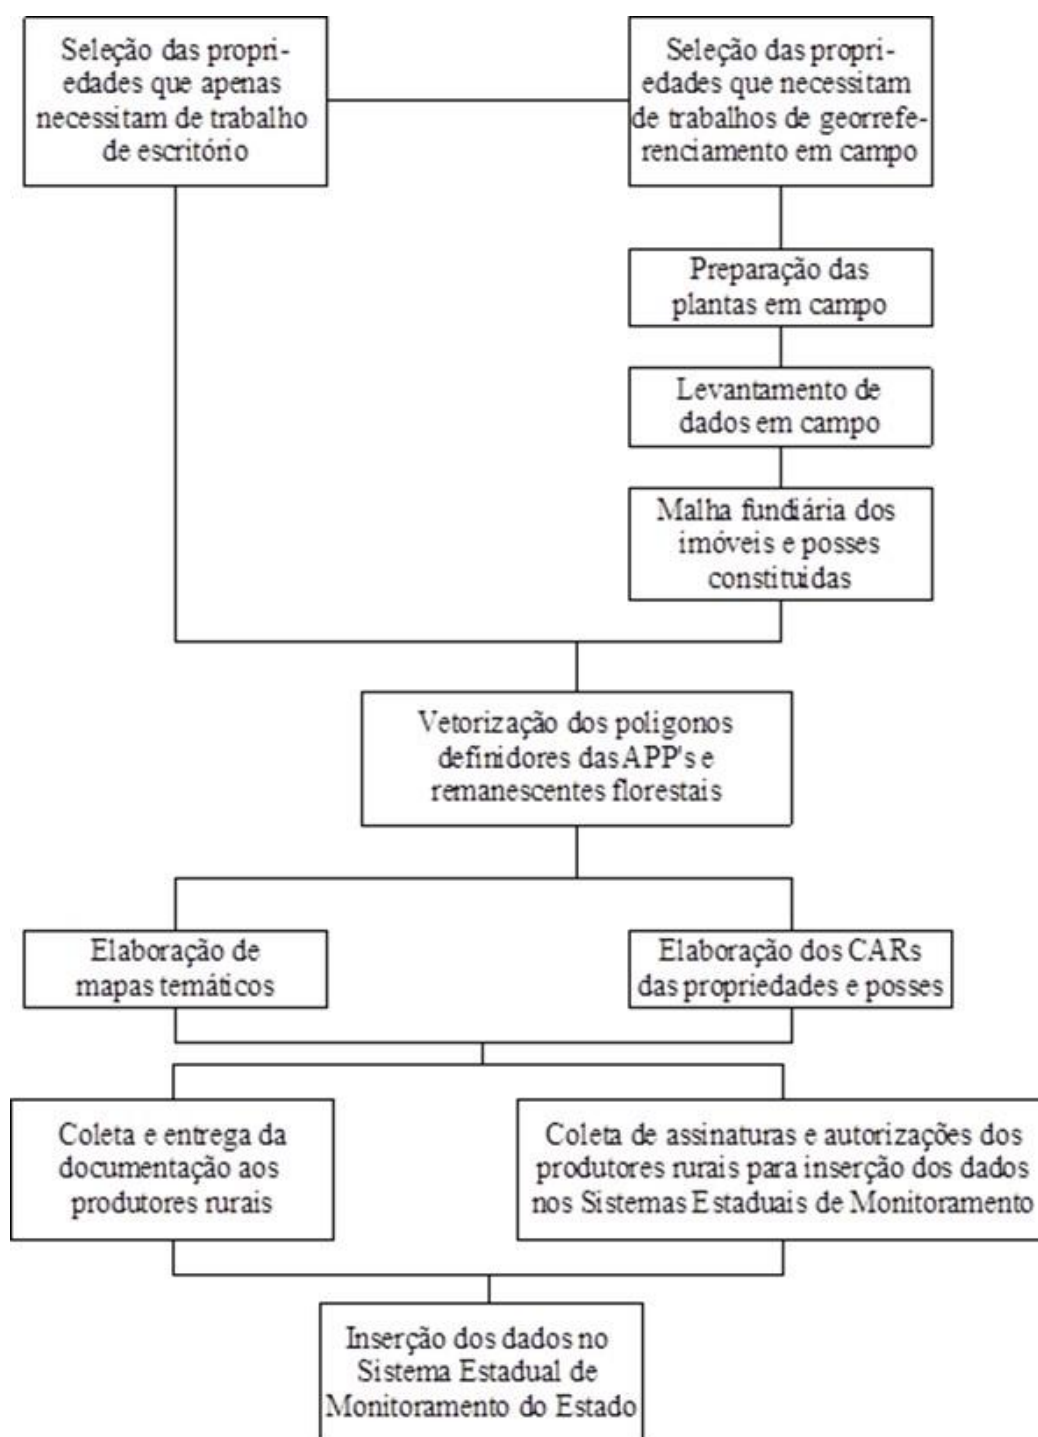 Seleção das propri-
edades que apenas
necessitam de trabalho
de escritório
Seleção das propri-
edades que necessitam
de trabalhos de georrefe-
renciamento em campo
Preparação das
plantas em campo
Levantamento de
dados em campo
Malha fundiária dos
imóveis e posses
constituidas
Vetorização dos poligonos
definidores das APP's e
remanescentes florestais
Elaboração de
mapas temáticos
Elaboração dos CARs
das propriedades e posses
Coleta e entrega da
documentação aos
produtores rurais
Coleta de assinaturas e autorizações dos
produtores rurais para inserção dos dados
nos Sistemas Estaduais de Monitoramento
Inserção dos dados no
Sistema Estadual de
Monitoramento do Estado